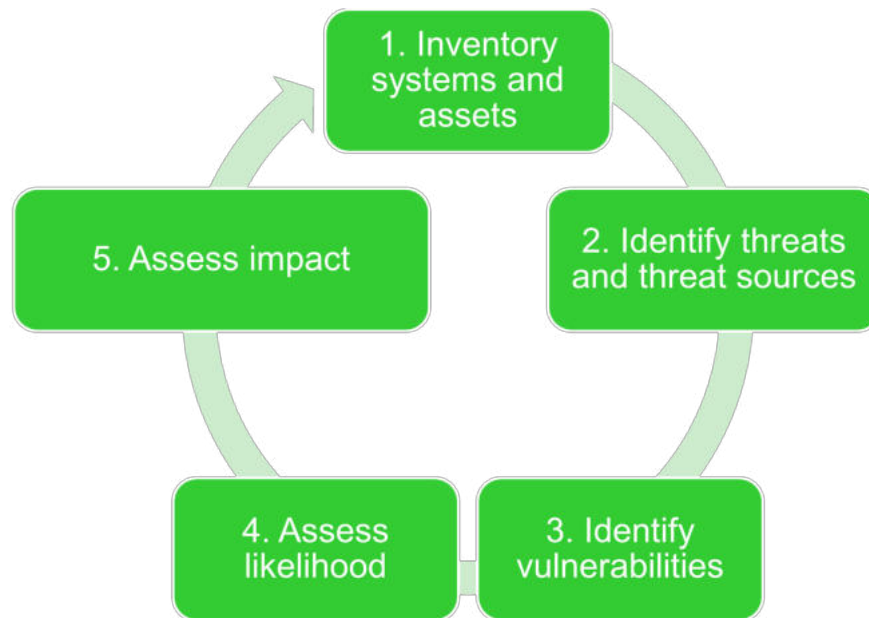 1. Inventory
systems and
assets
2. Identify threats
and threat sources
3. Identify
vulnerabilities
4. Assess
likelihood
5. Assess impact